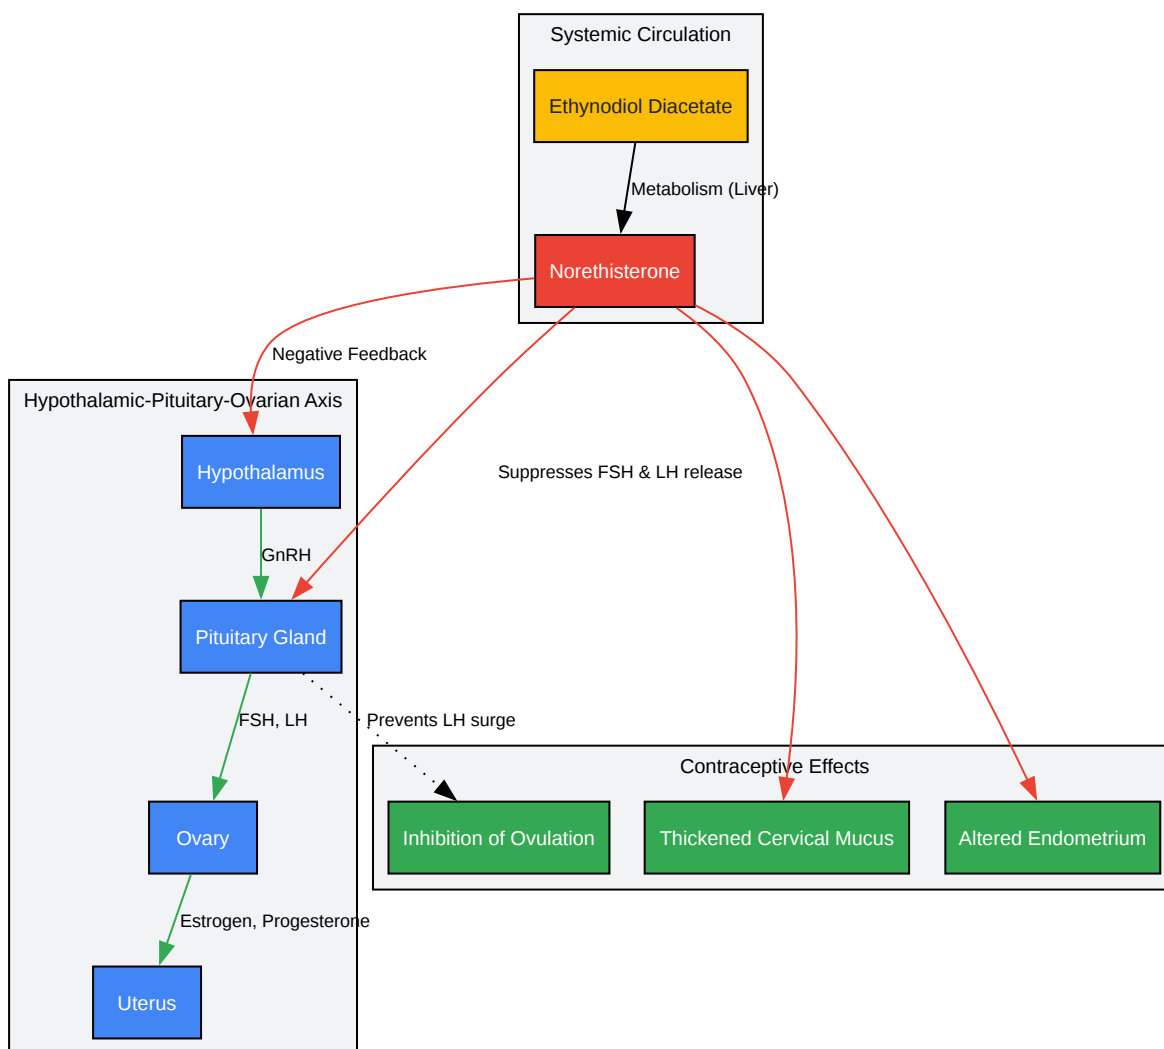 Systemic Circulation
Ethynodiol Diacetate
Metabolism (Liver)
Norethisterone
Negative Feedback
Hypothalamic-Pituitary-Ovarian Axis
Hypothalamus
Suppresses FSH & LH release
GnRH
Pituitary Gland
FSH, LH
Prevents LH surge
Contraceptive Effects
Ovary
Inhibition of Ovulation
Thickened Cervical Mucus
Altered Endometrium
Estrogen, Progesterone
Uterus